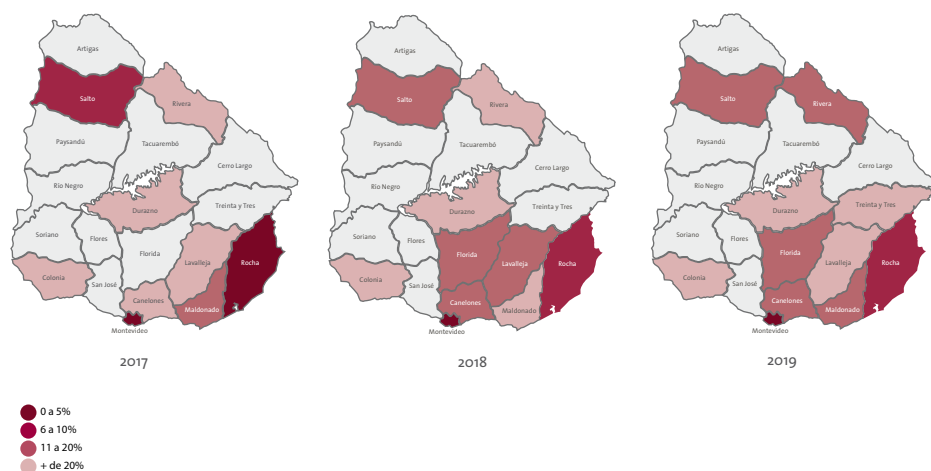 Artigas
Salto
Rivera
Paysandú
Tacuarembó
Cerro Largo
Río Negro
Durazno
Treinta y Tres
Soriano
Flores
Florida
Lavalleja
Rocha
Colonia
San José
Canelones
Maldonado
Montevideo
2017
Artigas
Salto
Rivera
Paysandú
Tacuarembó
Cerro Largo
Río Negro
Durazno
Treinta y Tres
Soriano
Flores
Florida
Lavalleja
Rocha
Colonia
San José
Canelones
Maldonado
Montevideo
2018
Artigas
Salto
Rivera
Paysandú
Tacuarembó
Cerro Largo
Río Negro
Durazno
Treinta y Tres
Soriano
Flores
Florida
Lavalleja
Rocha
Colonia
San José
Canelones
Maldonado
Montevideo
2019
0 a 5%
6 a 10%
11 a 20%
+ de 20%